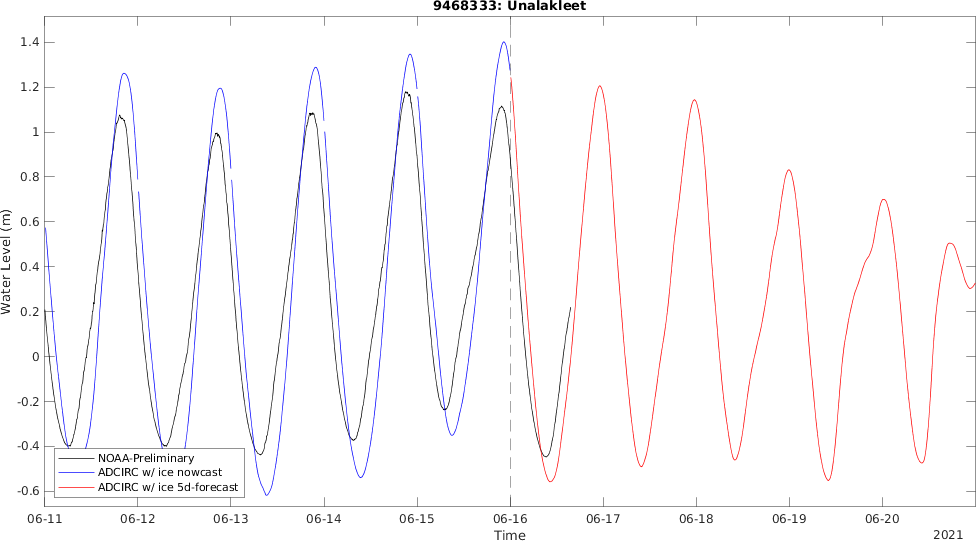 9468333: Unalakleet
Water Level (m)
1.4
1.2
1
0.8
0.6
0.4
0.2
0
-0.2
-0.4
-0.6
NOAA-Preliminary
ADCIRC w/ ice nowcast
ADCIRC w/ ice 5d-forecast
06-11 06-12 06-13 06-14 06-15 06-16 06-17 06-18 06-19 06-20
Time
2021